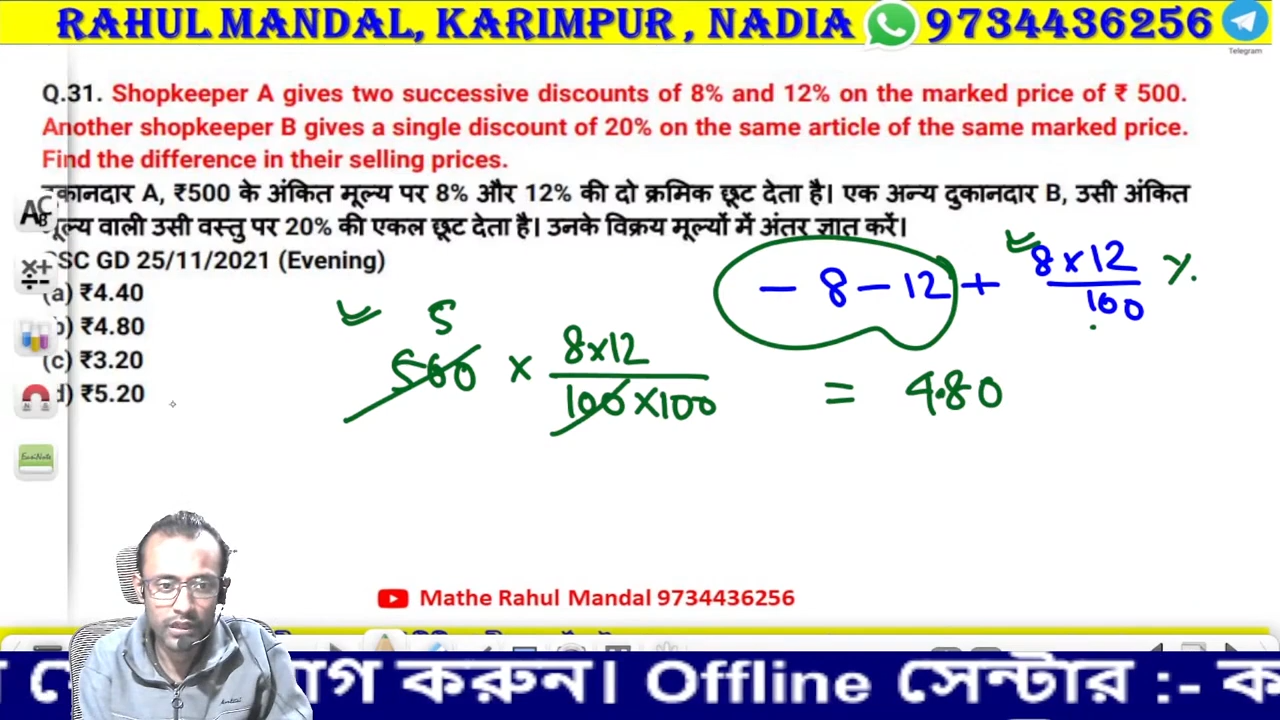 RAHUL MANDAL, KARIMPUR , NADIA 9734436256
Telegram
Q.31. Shopkeeper A gives two successive discounts of 8% and 12% on the marked price of ₹ 500.
Another shopkeeper B gives a single discount of 20% on the same article of the same marked price.
Find the difference in their selling prices.
दुकानदार A, ₹500 के अंकित मूल्य पर 8% और 12% की दो क्रमिक छूट देता है। एक अन्य दुकानदार B, उसी अंकित
मूल्य वाली उसी वस्तु पर 20% की एकल छूट देता है। उनके विक्रय मूल्यों में अंतर ज्ञात करें।
SSC GD 25/11/2021 (Evening)
(a) ₹4.40
(b) ₹4.80
(c) ₹3.20
(d) ₹5.20
- 8 - 12 + 8 × 12 / 100 %
5
500 × 8×12 / 100 × 100 = 4.80
Mathe Rahul Mandal 9734436256
যোগ করুন। Offline সেন্টার :- ক